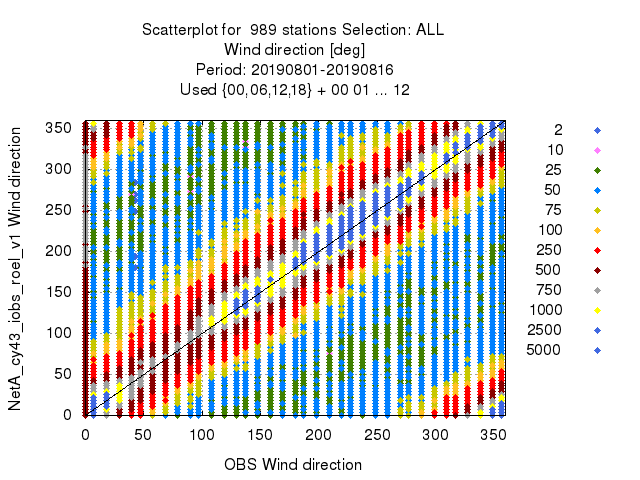 Scatterplot for 989 stations Selection: ALL
Wind direction [deg]
Period: 20190801-20190816
Used {00,06,12,18} + 00 01 ... 12
NetA_cy43_iobs_roel_v1 Wind direction
350
300
250
200
150
100
50
0
0 50 100 150 200 250 300 350
OBS Wind direction
2
10
25
50
75
100
250
500
750
1000
2500
5000